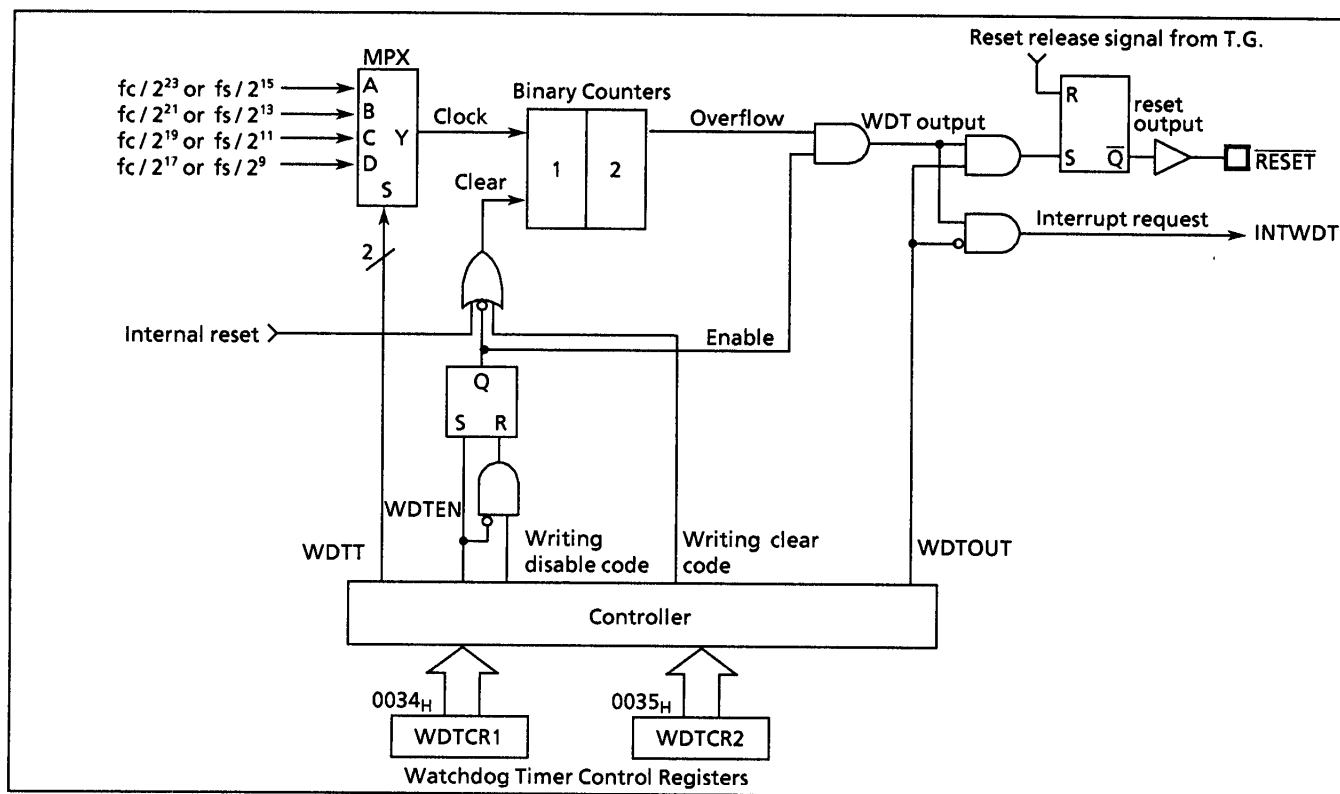 Reset release signal from T.G.
MPX
fc / 2²³ or fs / 2¹⁵
fc / 2²¹ or fs / 2¹³
fc / 2¹⁹ or fs / 2¹¹
fc / 2¹⁷ or fs / 2⁹
A
B
C
D
Y
S
Clock
Binary Counters
1
2
Clear
Overflow
WDT output
R
S
Q̅
reset
output
R̅E̅S̅E̅T̅
Interrupt request
INTWDT
2
Internal reset
Enable
Q
S
R
WDTT
WDTEN
Writing
disable code
Writing clear
code
WDTOUT
Controller
0034H
0035H
WDTCR1
WDTCR2
Watchdog Timer Control Registers